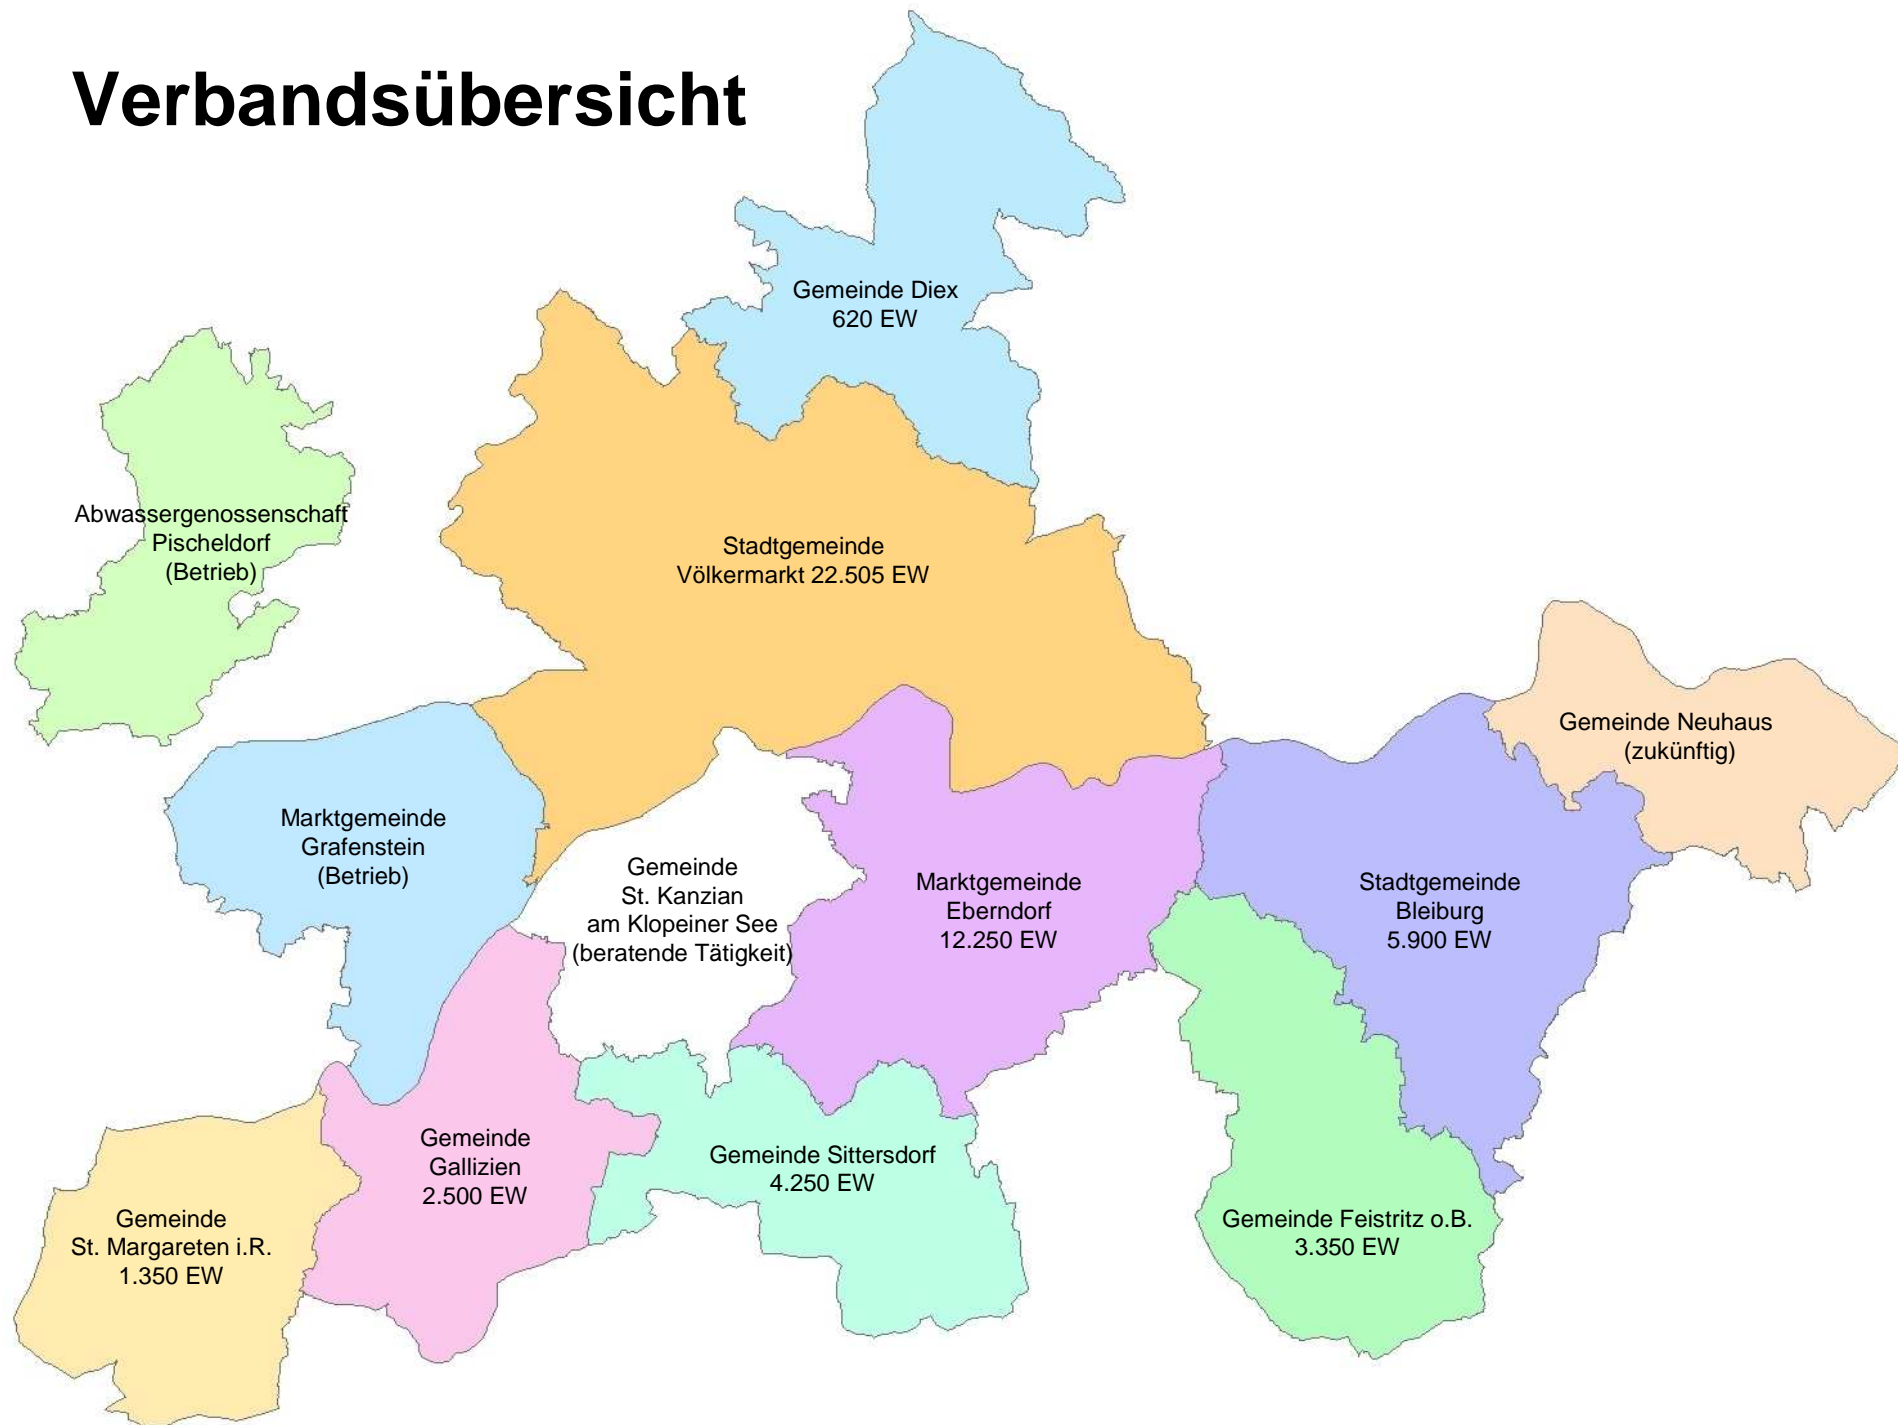 Verbandsübersicht
Gemeinde Diex
620 EW
Abwassergenossenschaft
Pischeldorf
(Betrieb)
Stadtgemeinde
Völkermarkt 22.505 EW
Gemeinde Neuhaus
(zukünftig)
Marktgemeinde
Grafenstein
(Betrieb)
Gemeinde
St. Kanzian
am Klopeiner See
(beratende Tätigkeit)
Marktgemeinde
Eberndorf
12.250 EW
Stadtgemeinde
Bleiburg
5.900 EW
Gemeinde
Gallizien
2.500 EW
Gemeinde Sittersdorf
4.250 EW
Gemeinde
St. Margareten i.R.
1.350 EW
Gemeinde Feistritz o.B.
3.350 EW